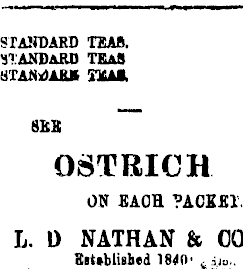 STANDARD TEAS,
STANDARD TEAS
STANDARD TEAS,
SEE
OSTRICH
ON EACH PACKET.
L. D NATHAN & CO
Established 1840